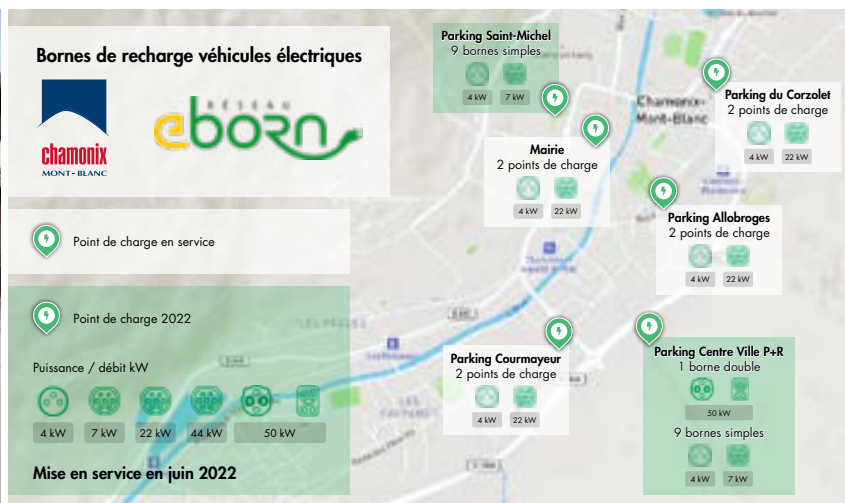 Bornes de recharge véhicules électriques
chamonix
MONT-BLANC
RÉSEAU
eborn
Point de charge en service
Point de charge 2022
Puissance / débit kW
4 kW
7 kW
22 kW
44 kW
50 kW
Mise en service en juin 2022
Parking Saint-Michel
9 bornes simples
4 kW
7 kW
Mairie
2 points de charge
4 kW
22 kW
Chamonix-
Mont-Blanc
Parking du Corzolet
2 points de charge
4 kW
22 kW
Parking Allobroges
2 points de charge
4 kW
22 kW
Parking Courmayeur
2 points de charge
4 kW
22 kW
Parking Centre Ville P+R
1 borne double
50 kW
9 bornes simples
4 kW
7 kW